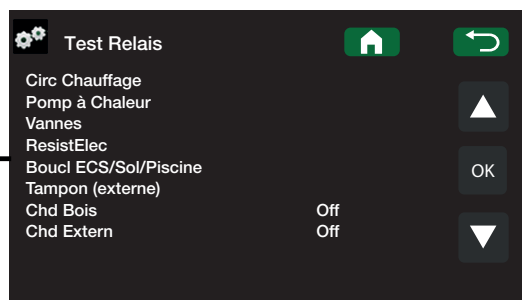 Test Relais
Circ Chauffage
Pomp à Chaleur
Vannes
ResistElec
Boucl ECS/Sol/Piscine
OK
Tampon (externe)
Chd Bois Off
Chd Extern Off